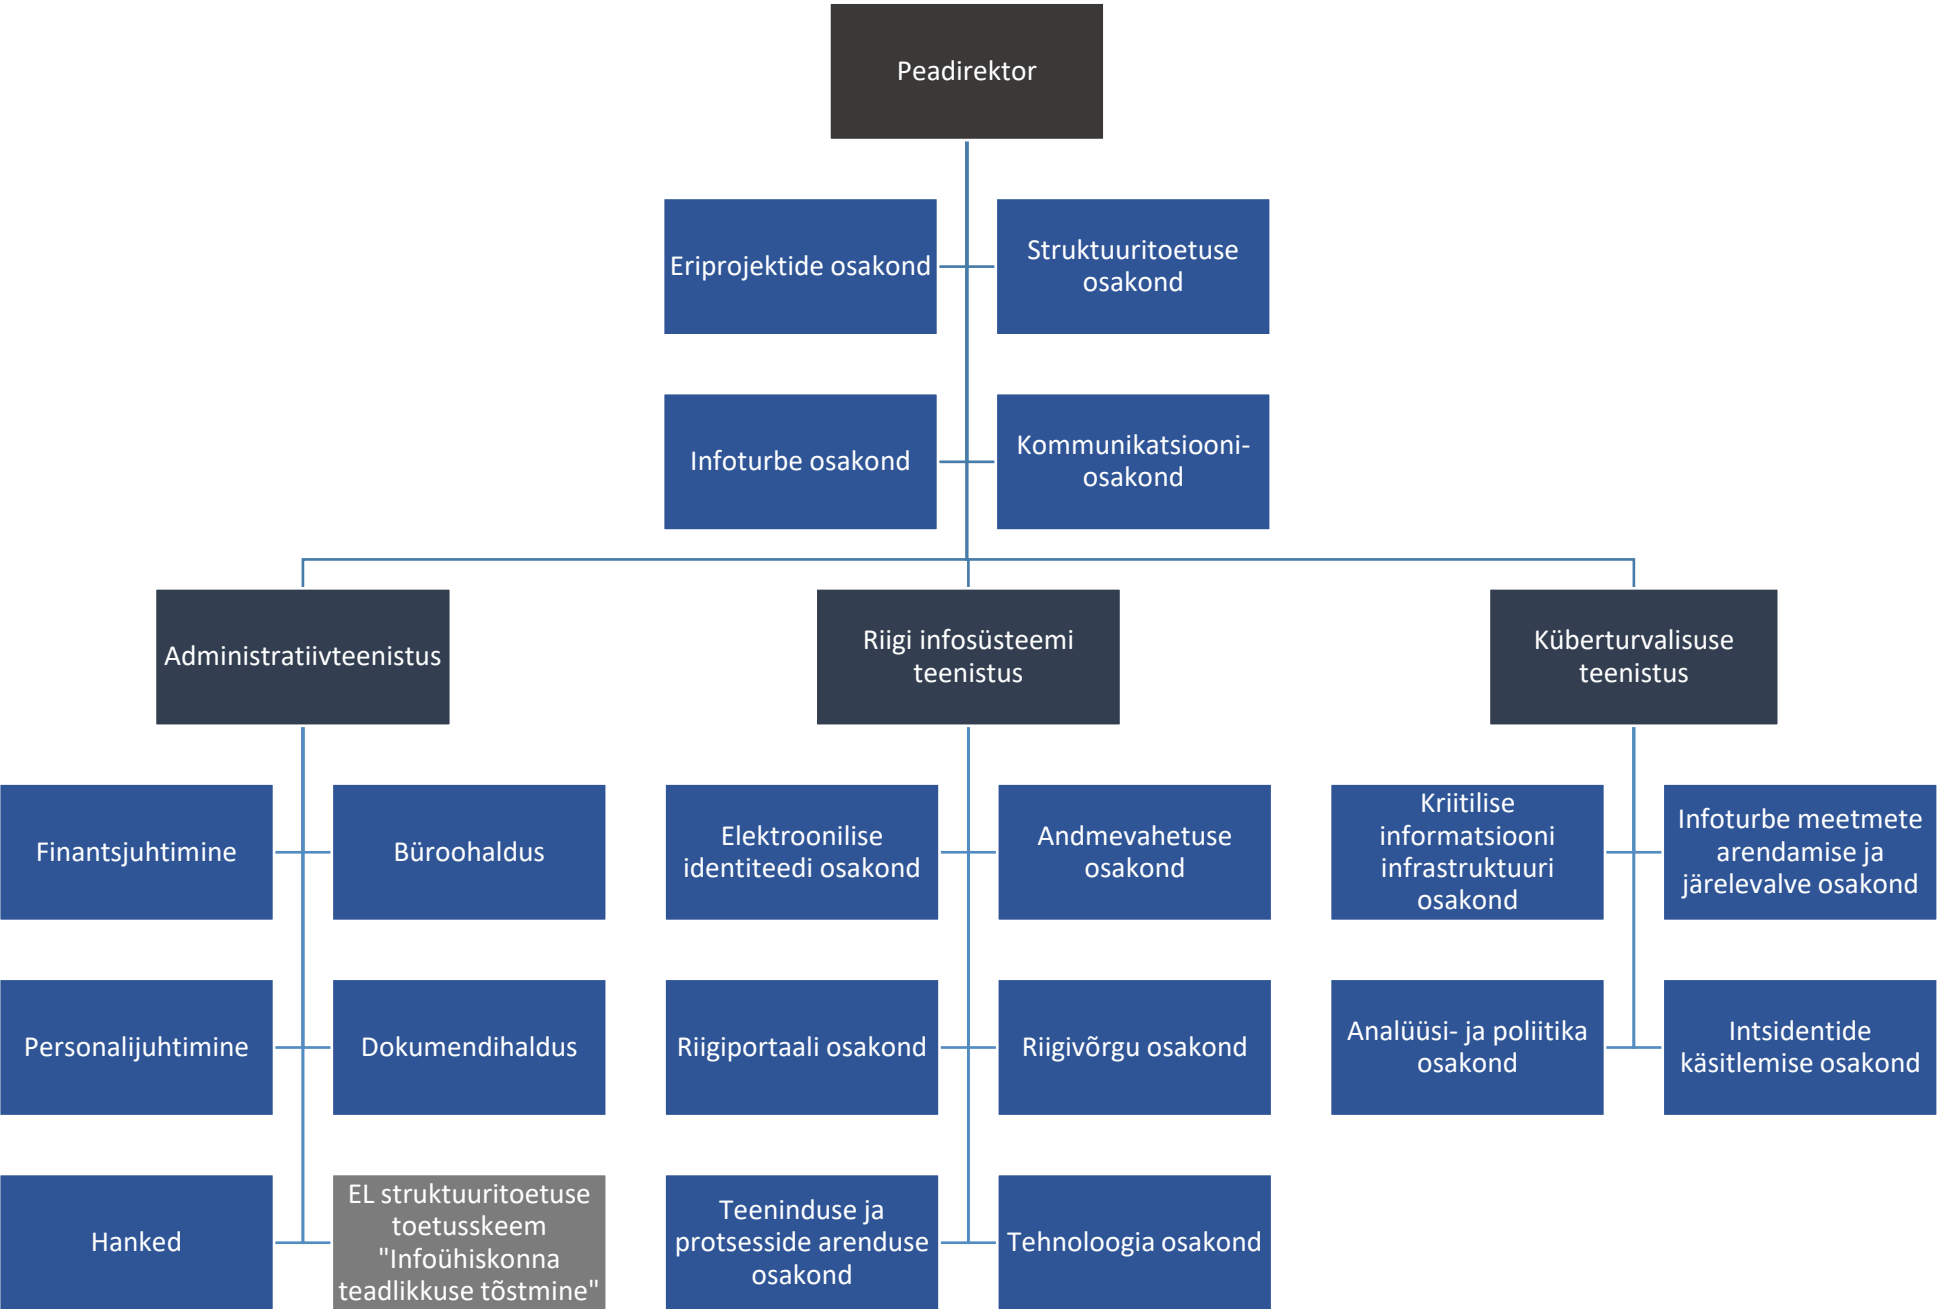 Peadirektor
Eriprojektide osakond
Struktuuritoetuse
osakond
Infoturbe osakond
Kommunikatsiooni-
osakond
Administratiivteenistus
Riigi infosüsteemi
teenistus
Küberturvalisuse
teenistus
Finantsjuhtimine
Büroohaldus
Elektroonilise
identiteedi osakond
Andmevahetuse
osakond
Kriitilise
informatsiooni
infrastruktuuri
osakond
Infoturbe meetmete
arendamise ja
järelevalve osakond
Personalijuhtimine
Dokumendihaldus
Riigiportaali osakond
Riigivõrgu osakond
Analüüsi- ja poliitika
osakond
Intsidentide
käsitlemise osakond
Hanked
EL struktuuritoetuse
toetusskeem
"Infoühiskonna
teadlikkuse tõstmine"
Teeninduse ja
protsesside arenduse
osakond
Tehnoloogia osakond